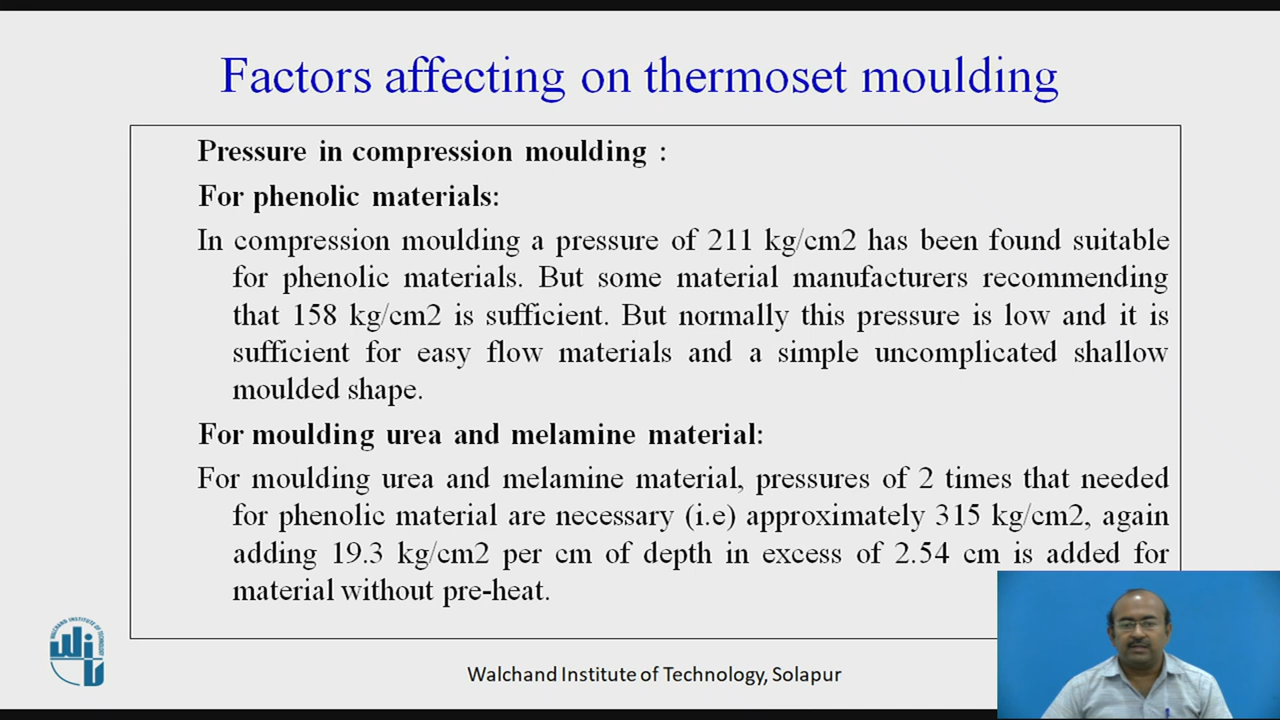 Factors affecting on thermoset moulding
Pressure in compression moulding :
For phenolic materials:
In compression moulding a pressure of 211 kg/cm2 has been found suitable
for phenolic materials. But some material manufacturers recommending
that 158 kg/cm2 is sufficient. But normally this pressure is low and it is
sufficient for easy flow materials and a simple uncomplicated shallow
moulded shape.
For moulding urea and melamine material:
For moulding urea and melamine material, pressures of 2 times that needed
for phenolic material are necessary (i.e) approximately 315 kg/cm2, again
adding 19.3 kg/cm2 per cm of depth in excess of 2.54 cm is added for
material without pre-heat.
WALCHAND INSTITUTE OF TECHNOLOGY
WIT
Walchand Institute of Technology, Solapur